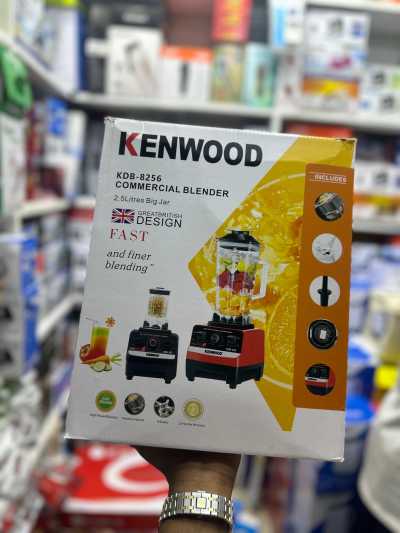 KENWOOD
KDB-8256
COMMERCIAL BLENDER
2.5Litres Big Jar
GREATBRITISH
DESIGN
FAST
and finer
blending
INCLUDES
KENWOOD